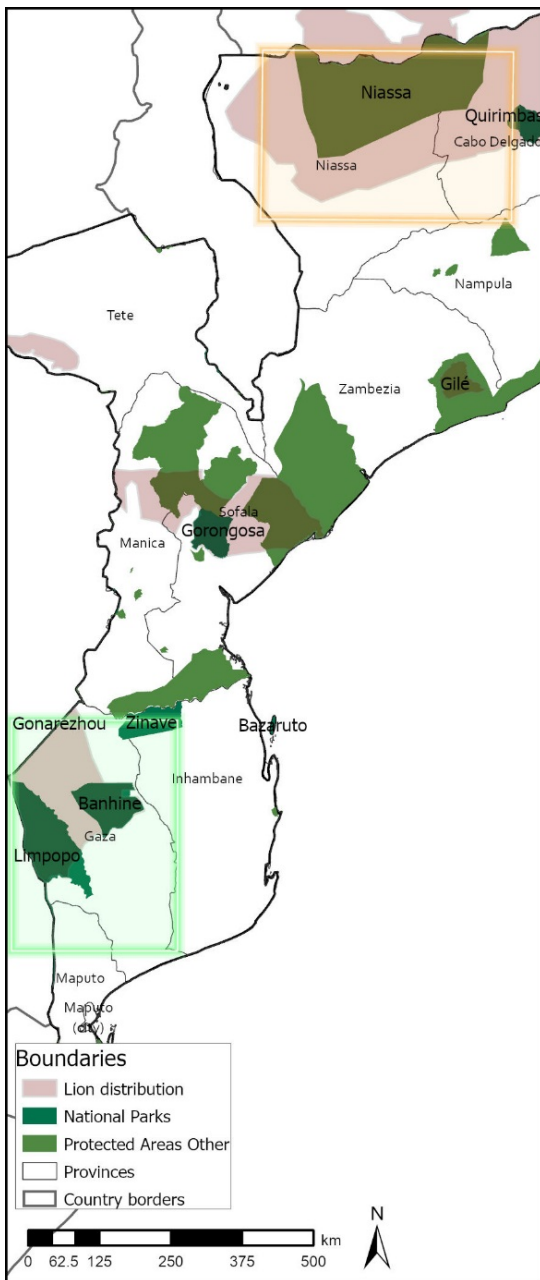 Niassa
Quirimbas
Cabo Delgado
Niassa
Nampula
Tete
Zambezia
Gilé
Sofala
Gorongosa
Manica
Gonarezhou
Zinave
Bazaruto
Inhambane
Banhine
Gaza
Limpopo
Maputo
Maputo
(city)
Boundaries
Lion distribution
National Parks
Protected Areas Other
Provinces
Country borders
N
km
0 62.5 125 250 375 500